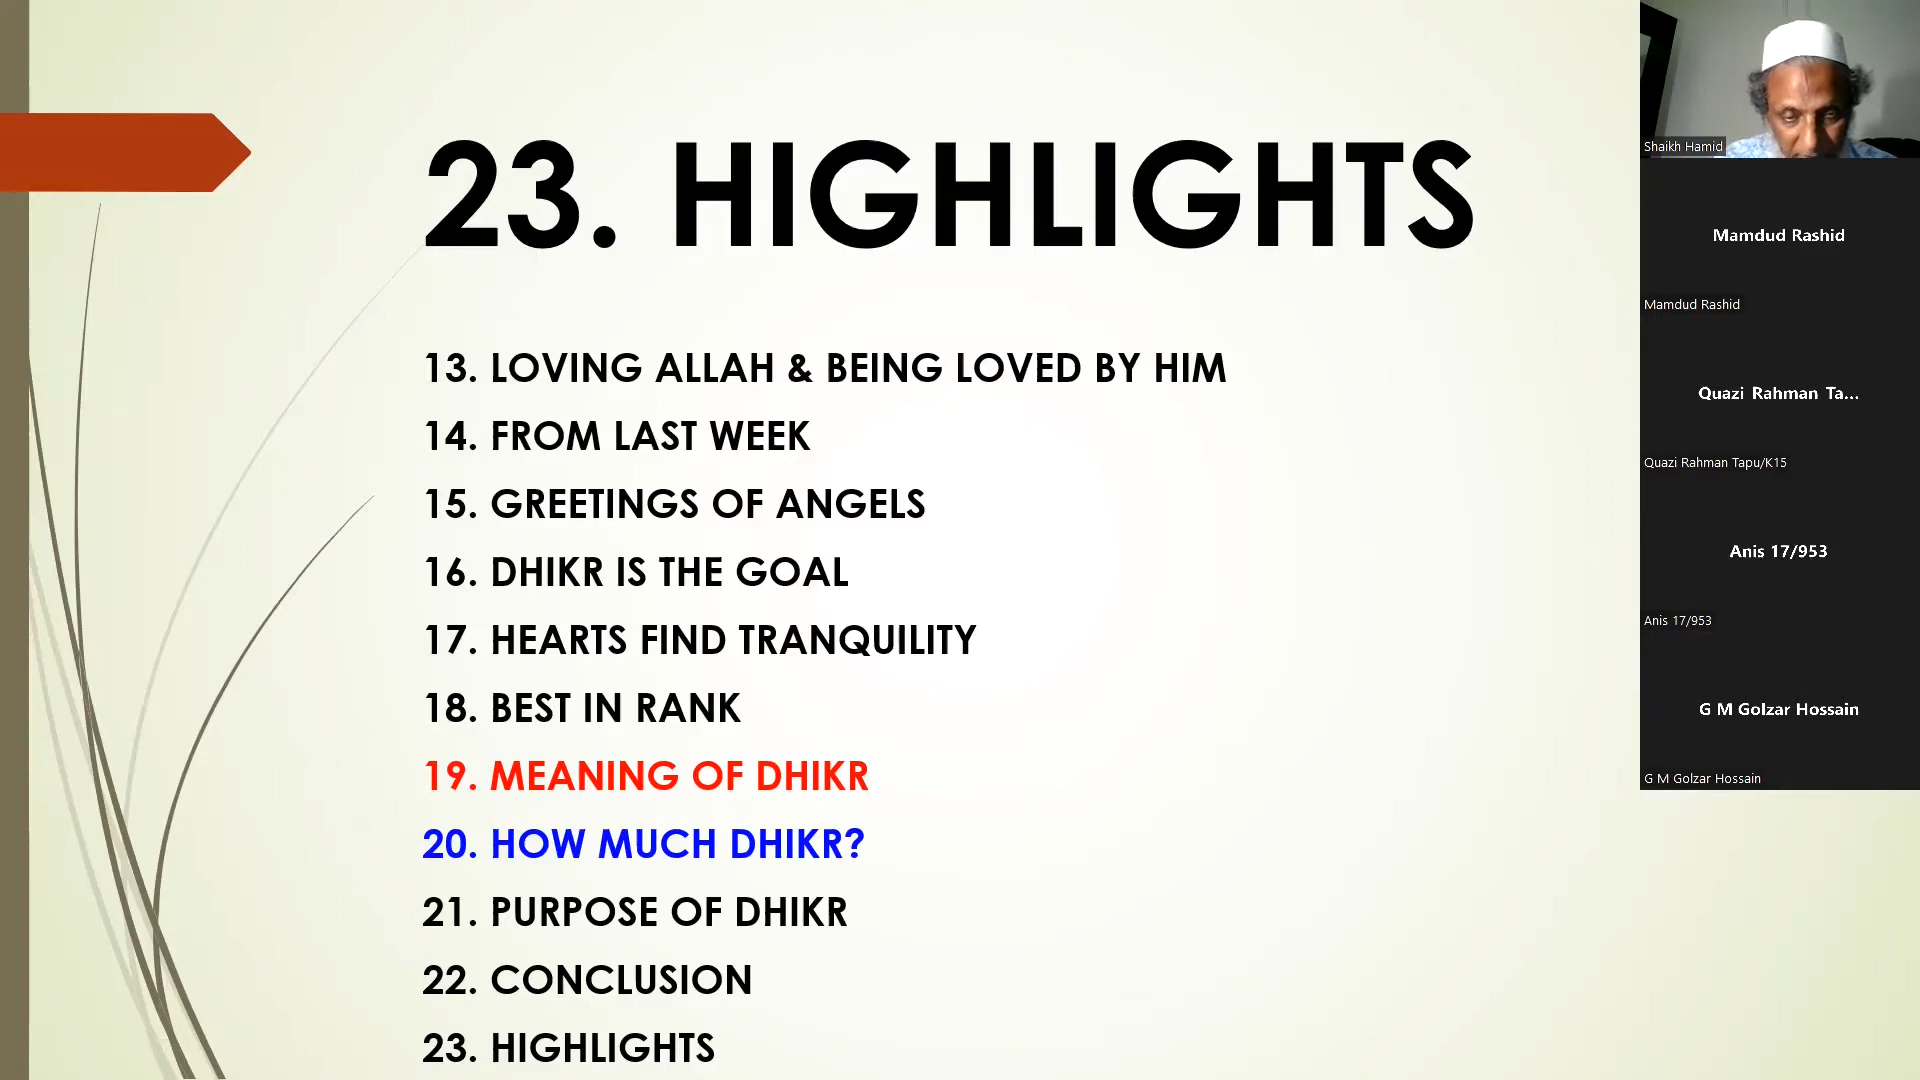 23. HIGHLIGHTS
13. LOVING ALLAH & BEING LOVED BY HIM
14. FROM LAST WEEK
15. GREETINGS OF ANGELS
16. DHIKR IS THE GOAL
17. HEARTS FIND TRANQUILITY
18. BEST IN RANK
19. MEANING OF DHIKR
20. HOW MUCH DHIKR?
21. PURPOSE OF DHIKR
22. CONCLUSION
23. HIGHLIGHTS
Shaikh Hamid
Mamdud Rashid
Mamdud Rashid
Quazi Rahman Ta...
Quazi Rahman Tapu/K15
Anis 17/953
Anis 17/953
G M Golzar Hossain
G M Golzar Hossain